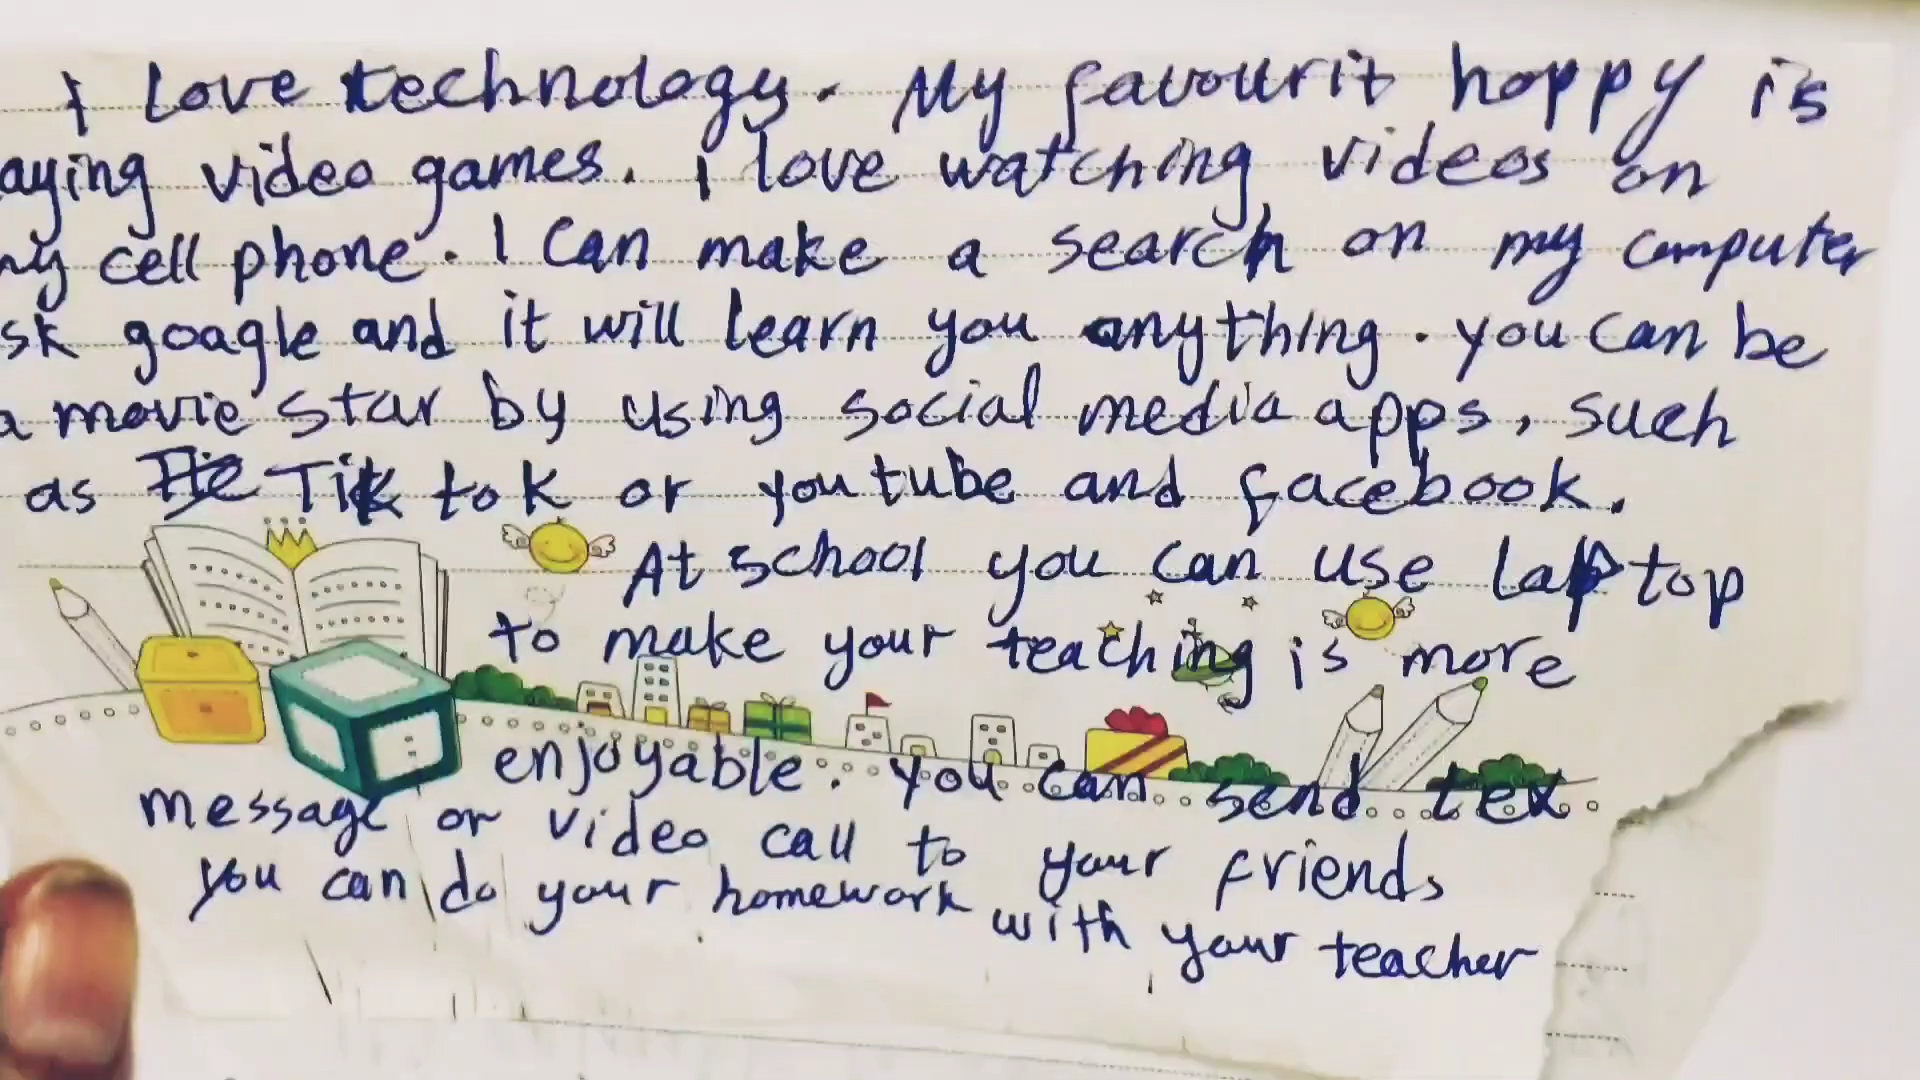 I love technology. My favourit hoppy is
aying video games. I love watching videos on
my cell phone. I can make a search on my computer
sk goagle and it will learn you anything. you can be
a movie star by using social media apps, such
as Tik tok or youtube and facebook.
At school you can use laptop
to make your teaching is more
enjoyable. you can send tex
message or video call to your friends
you can do your homework with your teacher